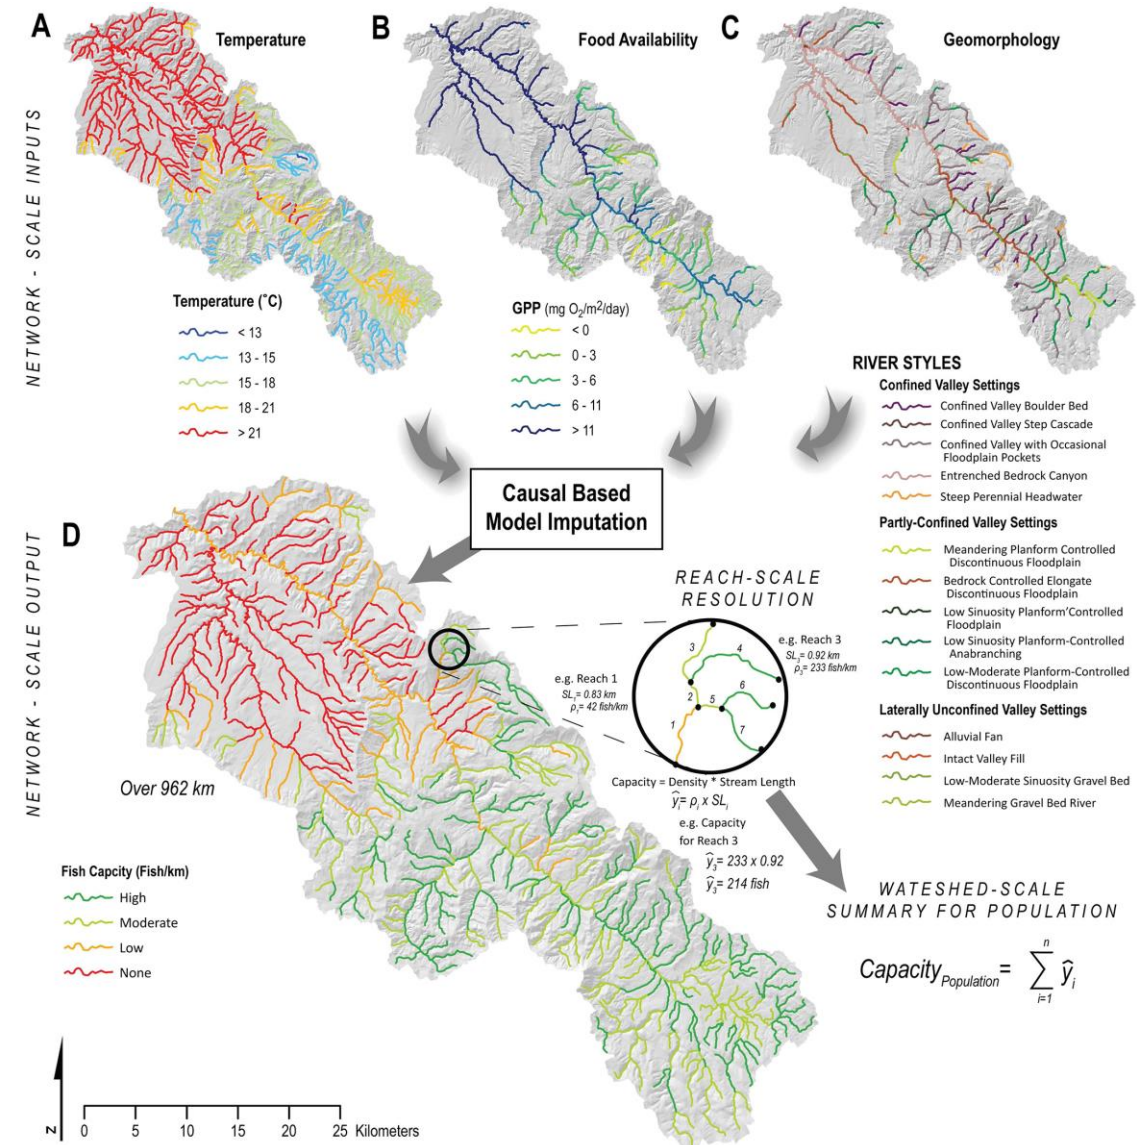 A
Temperature
B
Food Availability
C
Geomorphology
NETWORK - SCALE INPUTS
Temperature (˚C)
< 13
13 - 15
15 - 18
18 - 21
> 21
GPP (mg O2/m2/day)
< 0
0 - 3
3 - 6
6 - 11
> 11
RIVER STYLES
Confined Valley Settings
Confined Valley Boulder Bed
Confined Valley Step Cascade
Confined Valley with Occasional
Floodplain Pockets
Entrenched Bedrock Canyon
Steep Perennial Headwater
Partly-Confined Valley Settings
Meandering Planform Controlled
Discontinuous Floodplain
Bedrock Controlled Elongate
Discontinuous Floodplain
Low Sinuosity Planform'Controlled
Floodplain
Low Sinuosity Planform-Controlled
Anabranching
Low-Moderate Planform-Controlled
Discontinuous Floodplain
Laterally Unconfined Valley Settings
Alluvial Fan
Intact Valley Fill
Low-Moderate Sinuosity Gravel Bed
Meandering Gravel Bed River
Causal Based
Model Imputation
D
NETWORK - SCALE OUTPUT
REACH-SCALE
RESOLUTION
e.g. Reach 3
SL3= 0.92 km
ρ3= 233 fish/km
e.g. Reach 1
SL1= 0.83 km
ρ1= 42 fish/km
3
4
2
5
6
1
7
Capacity = Density * Stream Length
ŷi= ρi x SLi
e.g. Capacity
for Reach 3
ŷ3= 233 x 0.92
ŷ3= 214 fish
Over 962 km
Fish Capcity (Fish/km)
High
Moderate
Low
None
WATESHED-SCALE
SUMMARY FOR POPULATION
CapacityPopulation= n∑i=1 ŷi
N
0 5 10 15 20 25 Kilometers